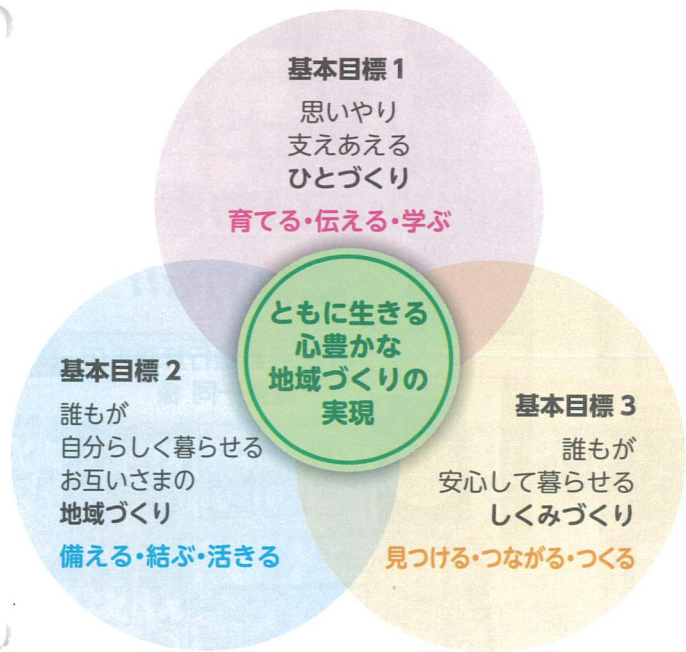 基本目標 1
思いやり
支えあえる
ひとづくり
育てる・伝える・学ぶ
ともに生きる
心豊かな
地域づくりの
実現
基本目標 2
誰もが
自分らしく暮らせる
お互いさまの
地域づくり
備える・結ぶ・活きる
基本目標 3
誰もが
安心して暮らせる
しくみづくり
見つける・つながる・つくる